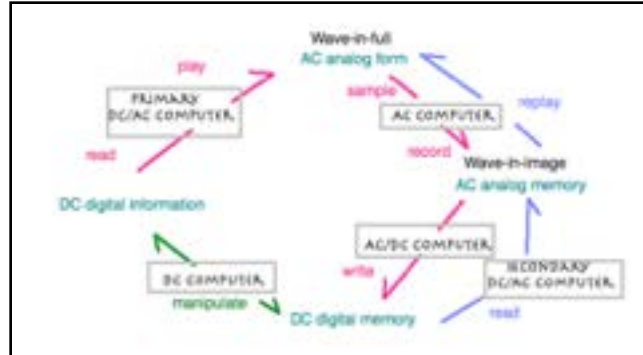 Wave-in-full
AC analog form
play
sample
PRIMARY
DC/AC COMPUTER
AC COMPUTER
replay
read
record
Wave-in-image
AC analog memory
DC digital information
AC/DC COMPUTER
DC COMPUTER
write
SECONDARY
DC/AC COMPUTER
manipulate
DC digital memory
read